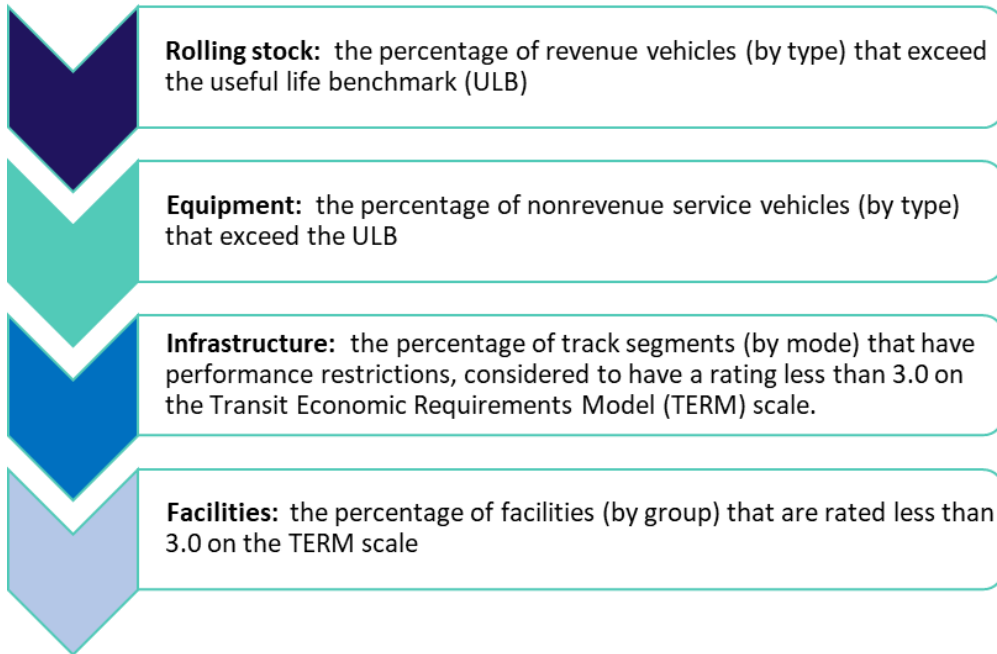 Rolling stock:  the percentage of revenue vehicles (by type) that exceed
the useful life benchmark (ULB)
Equipment:  the percentage of nonrevenue service vehicles (by type)
that exceed the ULB
Infrastructure:  the percentage of track segments (by mode) that have
performance restrictions, considered to have a rating less than 3.0 on
the Transit Economic Requirements Model (TERM) scale.
Facilities:  the percentage of facilities (by group) that are rated less than
3.0 on the TERM scale